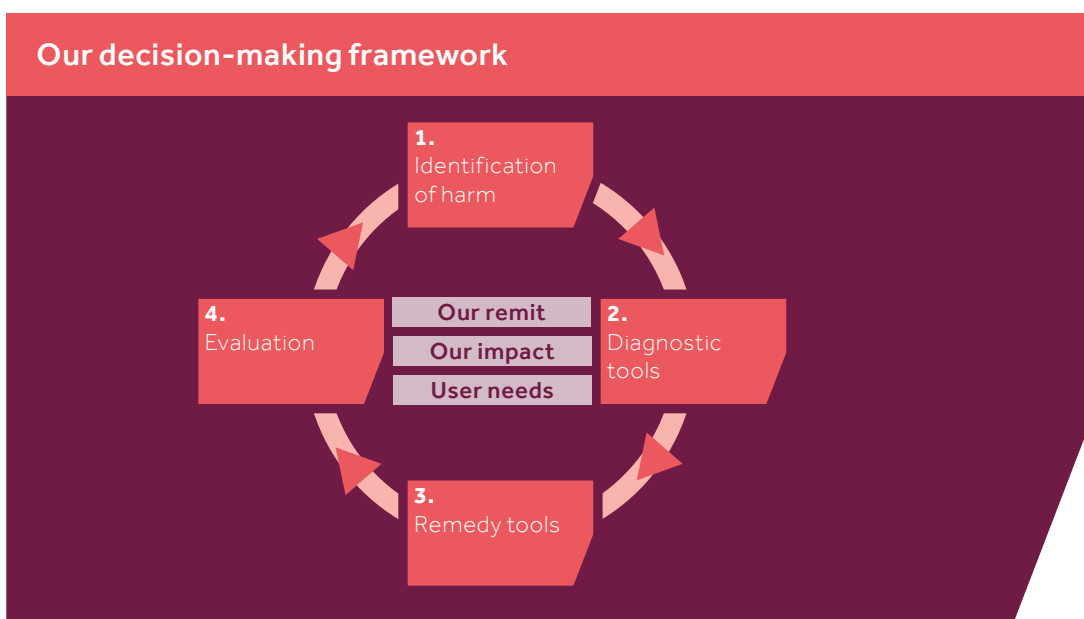 Our decision-making framework
1.
Identification
of harm
4.
Evaluation
Our remit
Our impact
User needs
2.
Diagnostic
tools
3.
Remedy tools